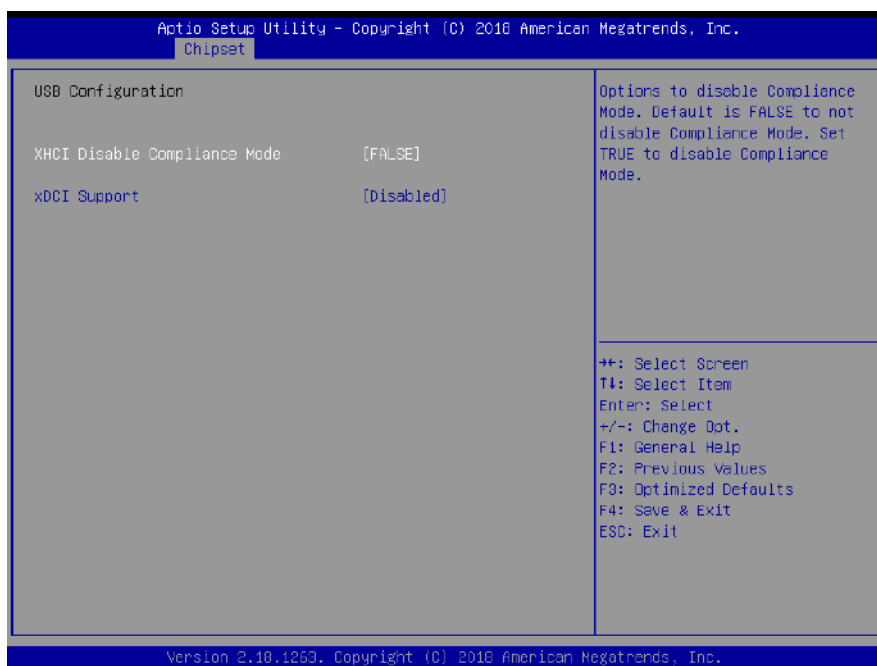 Aptio Setup Utility – Copyright (C) 2018 American Megatrends, Inc.
Chipset
USB Configuration
XHCI Disable Compliance Mode [FALSE]
xDCI Support [Disabled]
Options to disable Compliance
Mode. Default is FALSE to not
disable Compliance Mode. Set
TRUE to disable Compliance
Mode.
→←: Select Screen
↑↓: Select Item
Enter: Select
+/-: Change Opt.
F1: General Help
F2: Previous Values
F3: Optimized Defaults
F4: Save & Exit
ESC: Exit
Version 2.18.1263. Copyright (C) 2018 American Megatrends, Inc.